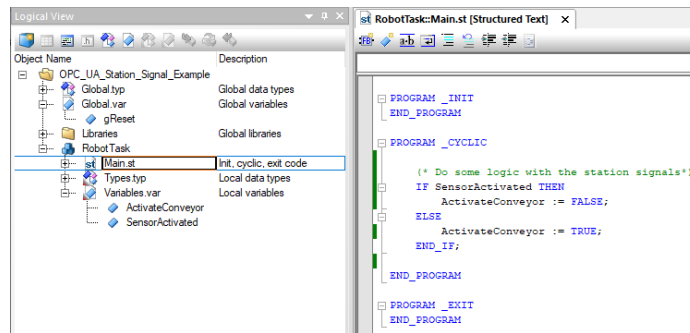 Logical View
Object Name Description
OPC_UA_Station_Signal_Example
Global.typ Global data types
Global.var Global variables
gReset
Libraries Global libraries
RobotTask
st Main.st Init, cyclic, exit code
Types.typ Local data types
Variables.var Local variables
ActivateConveyor
SensorActivated
st RobotTask::Main.st [Structured Text]
PROGRAM _INIT
END_PROGRAM
PROGRAM _CYCLIC
(* Do some logic with the station signals*)
IF SensorActivated THEN
ActivateConveyor := FALSE;
ELSE
ActivateConveyor := TRUE;
END_IF;
END_PROGRAM
PROGRAM _EXIT
END_PROGRAM